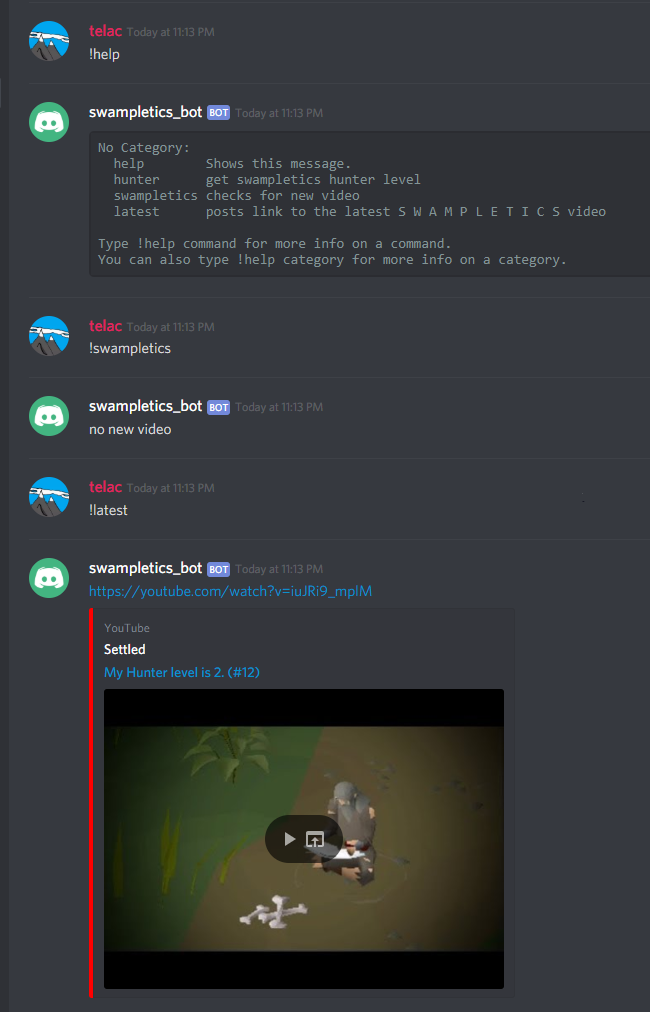 telac Today at 11:13 PM
!help
swampletics_bot BOT Today at 11:13 PM
No Category:
help Shows this message.
hunter get swampletics hunter level
swampletics checks for new video
latest posts link to the latest S W A M P L E T I C S video
Type !help command for more info on a command.
You can also type !help category for more info on a category.
telac Today at 11:13 PM
!swampletics
swampletics_bot BOT Today at 11:13 PM
no new video
telac Today at 11:13 PM
!latest
swampletics_bot BOT Today at 11:13 PM
https://youtube.com/watch?v=iuJRi9_mplM
YouTube
Settled
My Hunter level is 2. (#12)